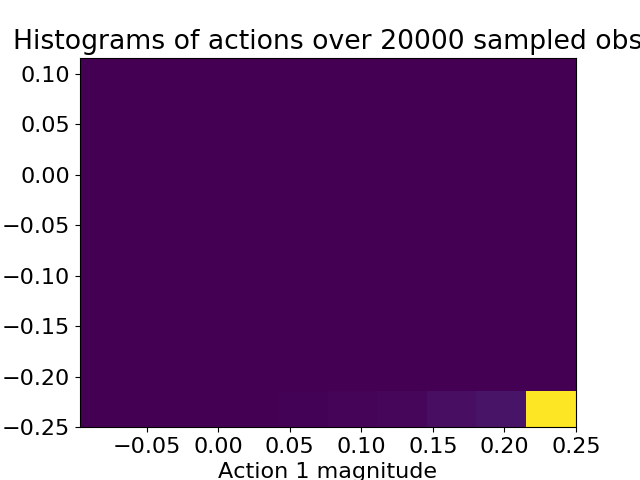 Histograms of actions over 20000 sampled obs
0.10
0.05
0.00
−0.05
−0.10
−0.15
−0.20
−0.25
−0.05 0.00 0.05 0.10 0.15 0.20 0.25
Action 1 magnitude